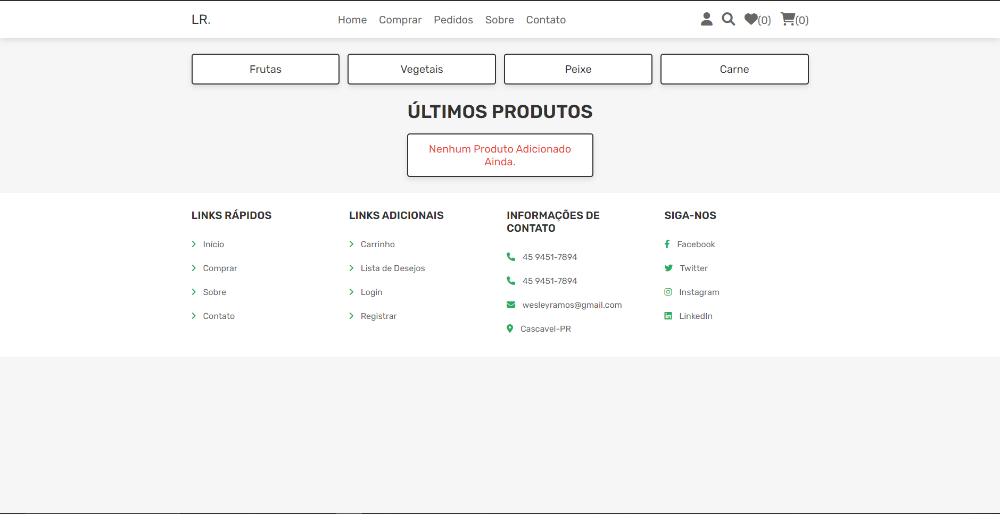 LR.
Home Comprar Pedidos Sobre Contato
(0) (0)
Frutas
Vegetais
Peixe
Carne
ÚLTIMOS PRODUTOS
Nenhum Produto Adicionado
Ainda.
LINKS RÁPIDOS
Início
Comprar
Sobre
Contato
LINKS ADICIONAIS
Carrinho
Lista de Desejos
Login
Registrar
INFORMAÇÕES DE
CONTATO
45 9451-7894
45 9451-7894
wesleyramos@gmail.com
Cascavel-PR
SIGA-NOS
Facebook
Twitter
Instagram
LinkedIn